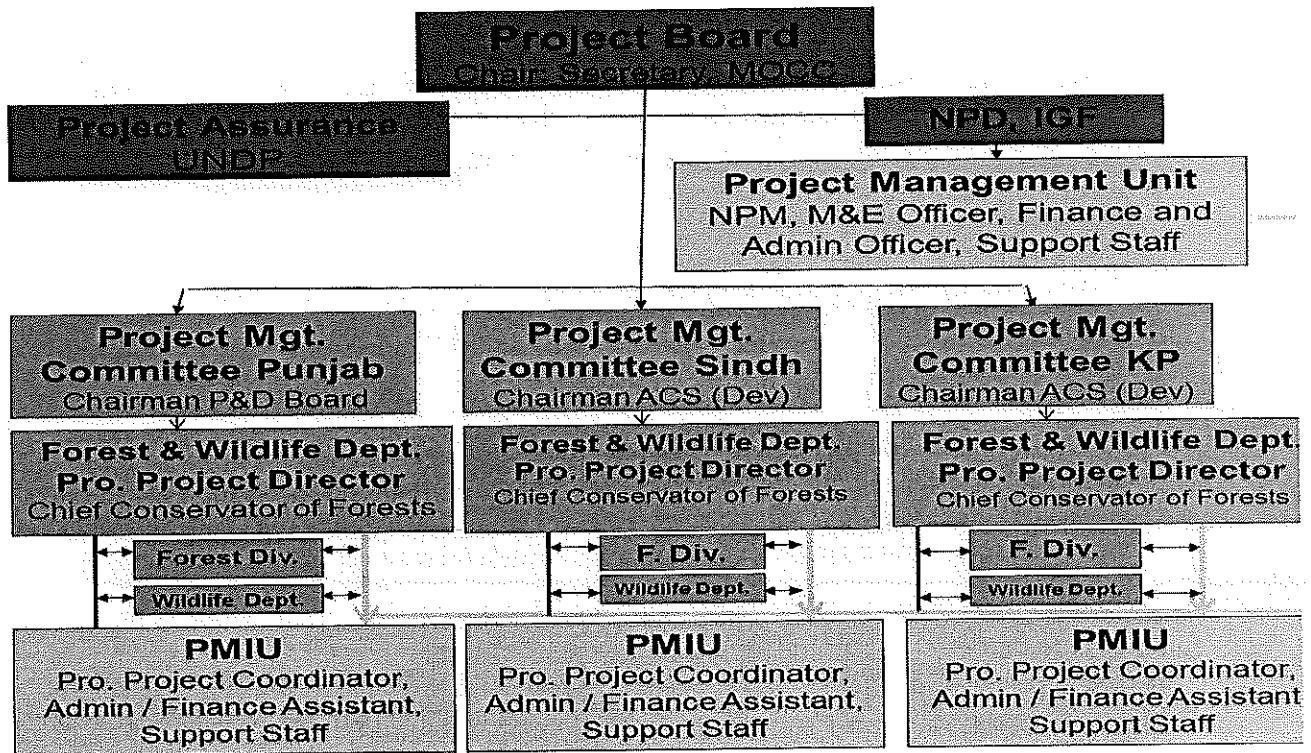 Project Board
Chair: Secretary, MOCC
Project Assurance
UNDP
NPD, IGF
Project Management Unit
NPM, M&E Officer, Finance and
Admin Officer, Support Staff
Project Mgt.
Committee Punjab
Chairman P&D Board
Project Mgt.
Committee Sindh
Chairman ACS (Dev)
Project Mgt.
Committee KP
Chairman ACS (Dev)
Forest & Wildlife Dept.
Pro. Project Director
Chief Conservator of Forests
Forest & Wildlife Dept.
Pro. Project Director
Chief Conservator of Forests
Forest & Wildlife Dept.
Pro. Project Director
Chief Conservator of Forests
Forest Div.
Wildlife Dept.
F. Div.
Wildlife Dept.
F. Div.
Wildlife Dept.
PMIU
Pro. Project Coordinator,
Admin / Finance Assistant,
Support Staff
PMIU
Pro. Project Coordinator,
Admin / Finance Assistant,
Support Staff
PMIU
Pro. Project Coordinator,
Admin / Finance Assistant,
Support Staff